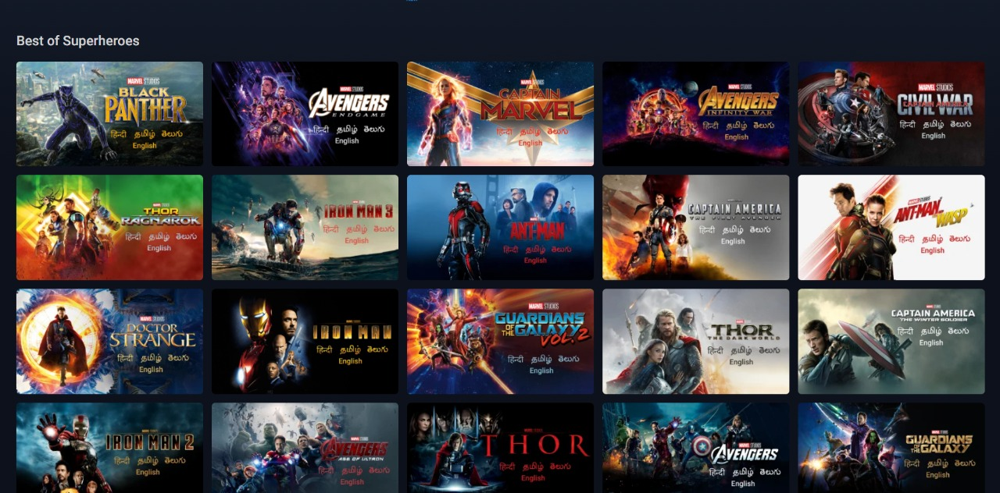 Best of Superheroes
MARVEL STUDIOS
BLACK
PANTHER
हिन्दी தமிழ் తెలుగు
English
MARVEL STUDIOS
AVENGERS
ENDGAME
हिन्दी தமிழ் తెలుగు
English
MARVEL STUDIOS
CAPTAIN
MARVEL
हिन्दी தமிழ் తెలుగు
English
MARVEL STUDIOS
AVENGERS
INFINITY WAR
हिन्दी தமிழ் తెలుగు
English
MARVEL STUDIOS
CAPTAIN AMERICA
CIVIL WAR
हिन्दी தமிழ் తెలుగు
English
MARVEL STUDIOS
THOR
RAGNAROK
हिन्दी தமிழ் తెలుగు
English
IRON MAN 3
हिन्दी தமிழ் తెలుగు
English
ANT-MAN
हिन्दी தமிழ் తెలుగు
English
CAPTAIN AMERICA
THE FIRST AVENGER
हिन्दी தமிழ் తెలుగు
English
MARVEL STUDIOS
ANT-MAN
AND THE
WASP
हिन्दी தமிழ் తెలుగు
English
MARVEL STUDIOS
DOCTOR
STRANGE
हिन्दी தமிழ் తెలుగు
English
IRON MAN
हिन्दी தமிழ் తెలుగు
English
MARVEL STUDIOS
GUARDIANS
OF THE GALAXY
VOL. 2
हिन्दी தமிழ் తెలుగు
English
MARVEL
THOR
THE DARK WORLD
हिन्दी தமிழ் తెలుగు
English
MARVEL
CAPTAIN AMERICA
THE WINTER SOLDIER
हिन्दी தமிழ் తెలుగు
English
IRON MAN 2
हिन्दी தமிழ் తెలుగు
English
AVENGERS
AGE OF ULTRON
हिन्दी தமிழ் తెలుగు
English
THOR
हिन्दी தமிழ் తెలుగు
English
MARVEL STUDIOS
AVENGERS
हिन्दी தமிழ் తెలుగు
English
MARVEL STUDIOS
GUARDIANS
OF THE GALAXY
हिन्दी தமிழ் తెలుగు
English